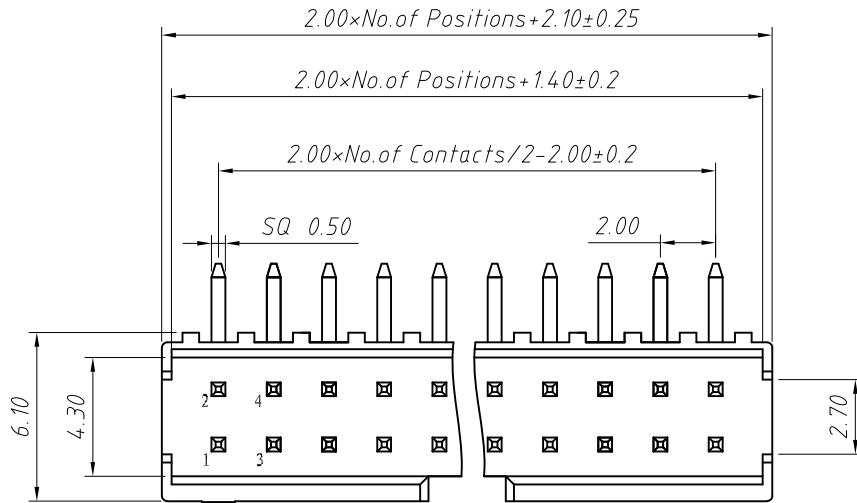 2.00×No.of Positions+2.10±0.25
2.00×No.of Positions+1.40±0.2
2.00×No.of Contacts/2-2.00±0.2
SQ 0.50
2.00
6.10
4.30
2.70
2
4
1
3